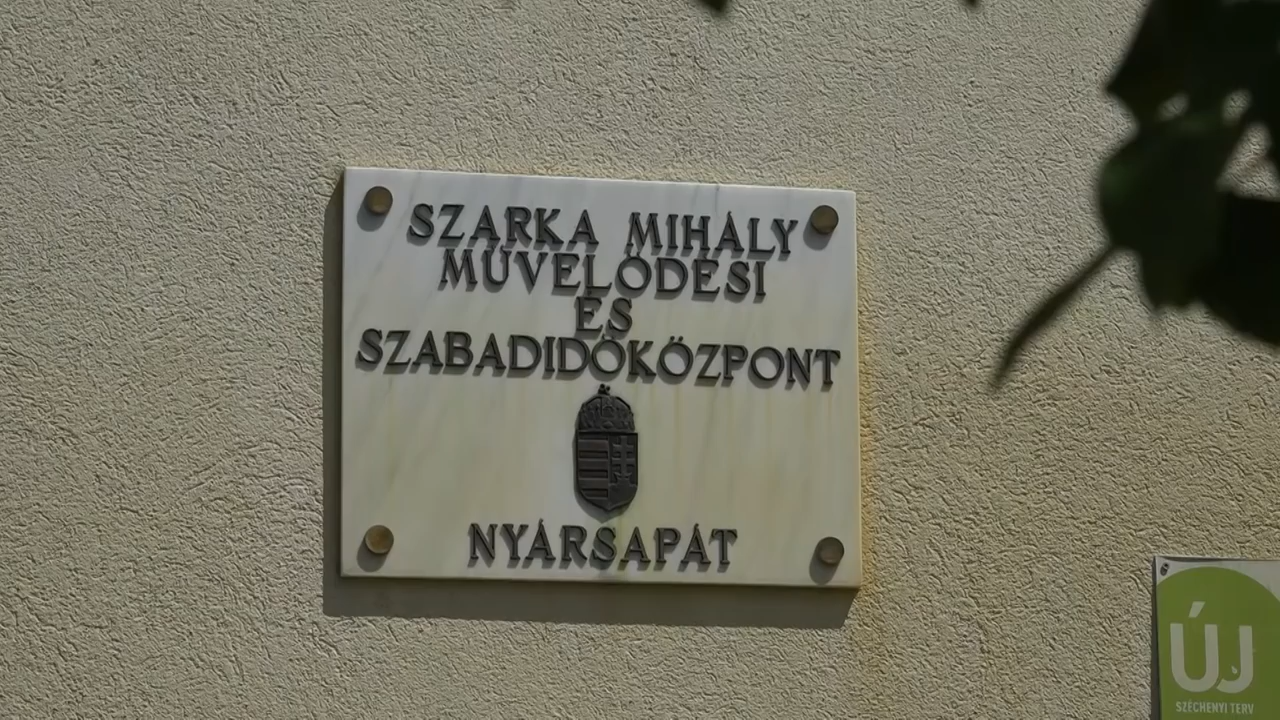 SZARKA MIHÁLY
MŰVELŐDÉSI
ÉS
SZABADIDŐKÖZPONT
NYÁRSAPÁT
ÚJ
SZÉCHENYI TERV